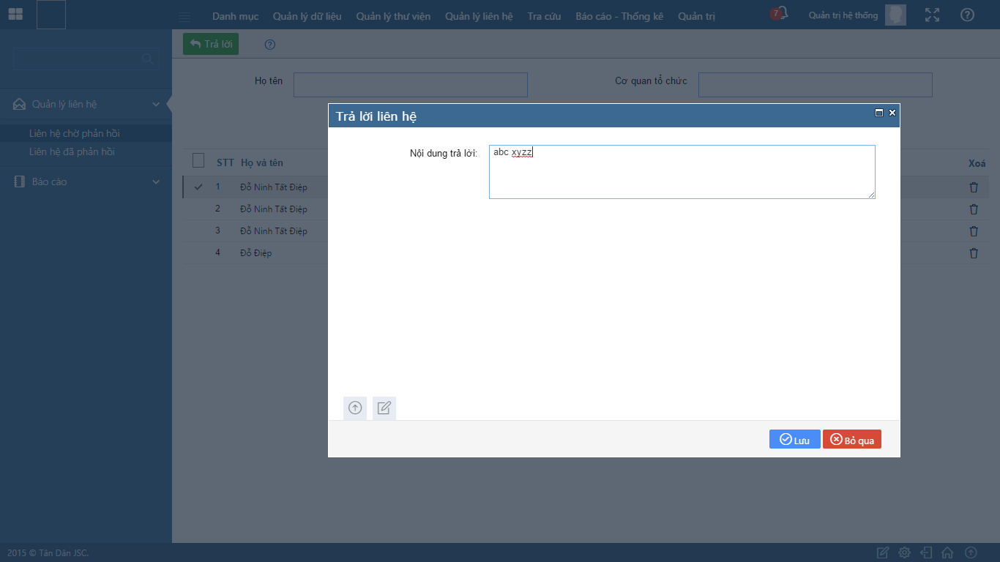 Danh mục Quản lý dữ liệu Quản lý thư viện Quản lý liên hệ Tra cứu Báo cáo - Thống kê Quản trị 7 Quản trị hệ thống
Trả lời
Họ tên Cơ quan tổ chức
Quản lý liên hệ
Liên hệ chờ phản hồi
Liên hệ đã phản hồi
Báo cáo
Trả lời liên hệ
Nội dung trả lời: abc xyzz
STT Họ và tên Xoá
1 Đỗ Ninh Tất Điệp
2 Đỗ Ninh Tất Điệp
3 Đỗ Ninh Tất Điệp
4 Đỗ Điệp
Lưu Bỏ qua
2015 © Tân Dân JSC.